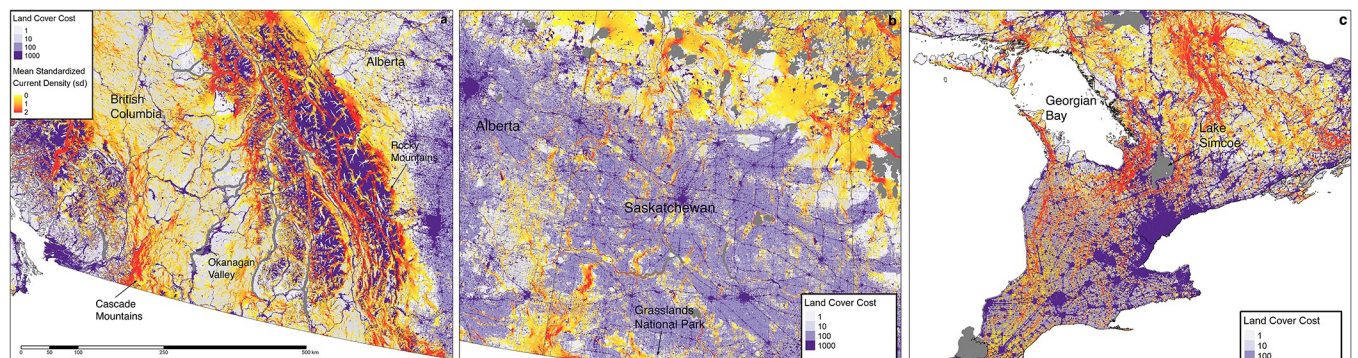 Land Cover Cost
1
10
100
1000
Mean Standardized
Current Density (sd)
0
1
2
a
Alberta
British
Columbia
Rocky
Mountains
Okanagan
Valley
Cascade
Mountains
0 50 100 250 500 km
b
Alberta
Saskatchewan
Grasslands
National Park
Land Cover Cost
1
10
100
1000
c
Georgian
Bay
Lake
Simcoe
Land Cover Cost
1
10
100